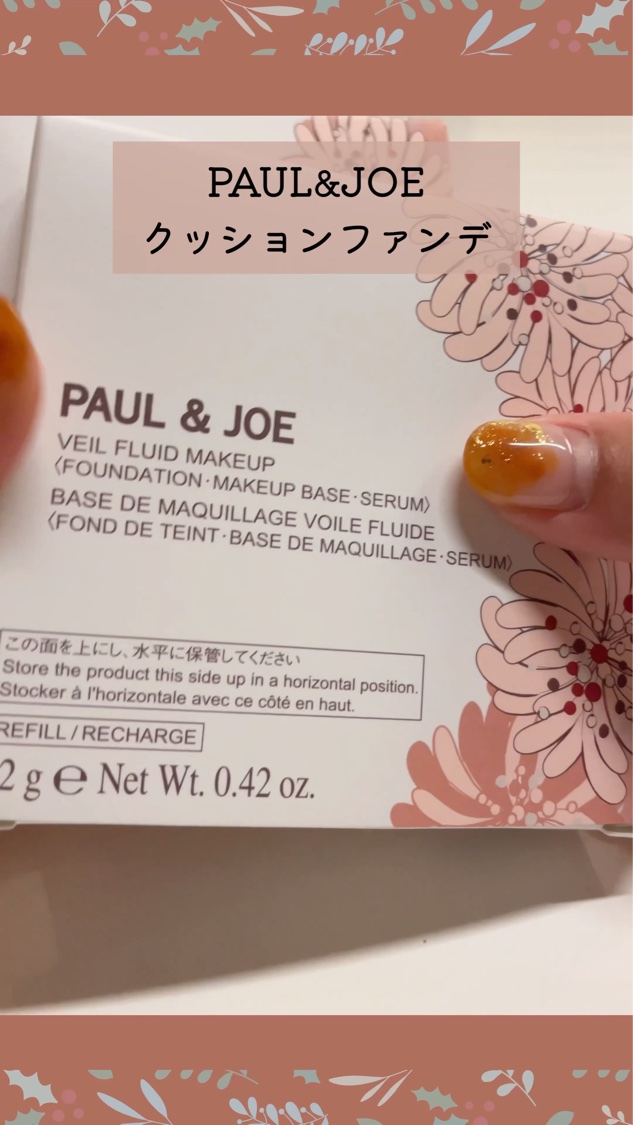 PAUL&JOE
クッションファンデ
PAUL & JOE
VEIL FLUID MAKEUP
〈FOUNDATION·MAKEUP BASE·SERUM〉
BASE DE MAQUILLAGE VOILE FLUIDE
〈FOND DE TEINT·BASE DE MAQUILLAGE·SERUM〉
この面を上にし、水平に保管してください
Store the product this side up in a horizontal position.
Stocker à l'horizontale avec ce côté en haut.
REFILL / RECHARGE
2 g ℮ Net Wt. 0.42 oz.